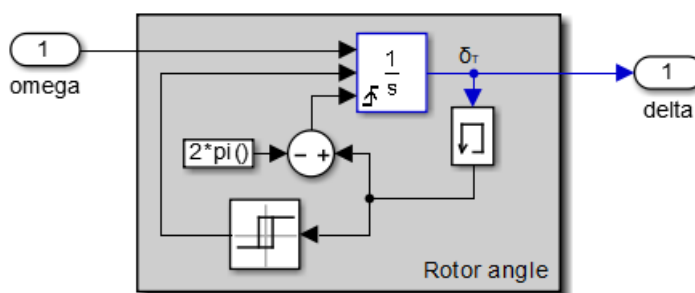 1
omega
1
s
δT
1
delta
2*pi()
- +
Rotor angle